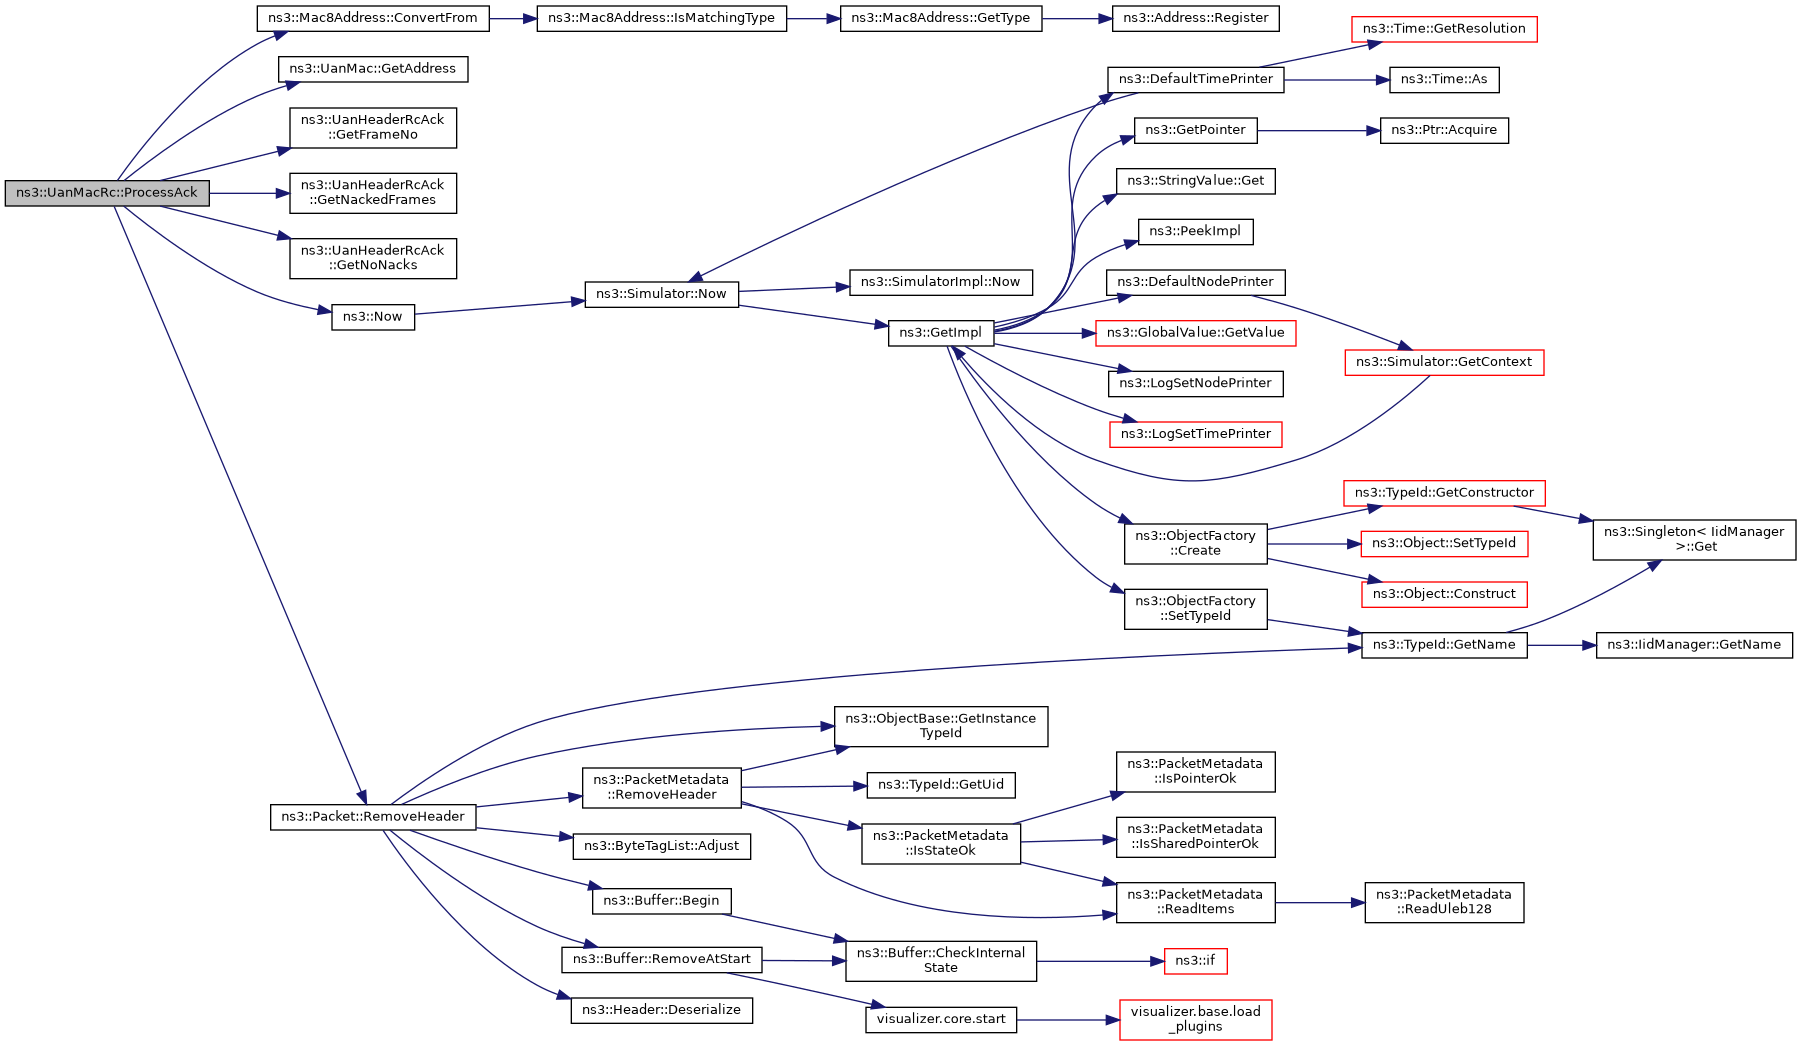 ns3::UanMacRc::ProcessAck
ns3::Mac8Address::ConvertFrom
ns3::Mac8Address::IsMatchingType
ns3::Mac8Address::GetType
ns3::Address::Register
ns3::UanMac::GetAddress
ns3::UanHeaderRcAck
::GetFrameNo
ns3::UanHeaderRcAck
::GetNackedFrames
ns3::UanHeaderRcAck
::GetNoNacks
ns3::Now
ns3::Simulator::Now
ns3::SimulatorImpl::Now
ns3::GetImpl
ns3::DefaultTimePrinter
ns3::Time::GetResolution
ns3::Time::As
ns3::GetPointer
ns3::Ptr::Acquire
ns3::StringValue::Get
ns3::PeekImpl
ns3::DefaultNodePrinter
ns3::GlobalValue::GetValue
ns3::Simulator::GetContext
ns3::LogSetNodePrinter
ns3::LogSetTimePrinter
ns3::ObjectFactory
::Create
ns3::TypeId::GetConstructor
ns3::Object::SetTypeId
ns3::Object::Construct
ns3::Singleton< IidManager
>::Get
ns3::ObjectFactory
::SetTypeId
ns3::TypeId::GetName
ns3::IidManager::GetName
ns3::Packet::RemoveHeader
ns3::ObjectBase::GetInstance
TypeId
ns3::PacketMetadata
::RemoveHeader
ns3::TypeId::GetUid
ns3::PacketMetadata
::IsStateOk
ns3::PacketMetadata
::IsPointerOk
ns3::PacketMetadata
::IsSharedPointerOk
ns3::PacketMetadata
::ReadItems
ns3::PacketMetadata
::ReadUleb128
ns3::ByteTagList::Adjust
ns3::Buffer::Begin
ns3::Buffer::RemoveAtStart
ns3::Buffer::CheckInternal
State
ns3::if
ns3::Header::Deserialize
visualizer.core.start
visualizer.base.load
_plugins